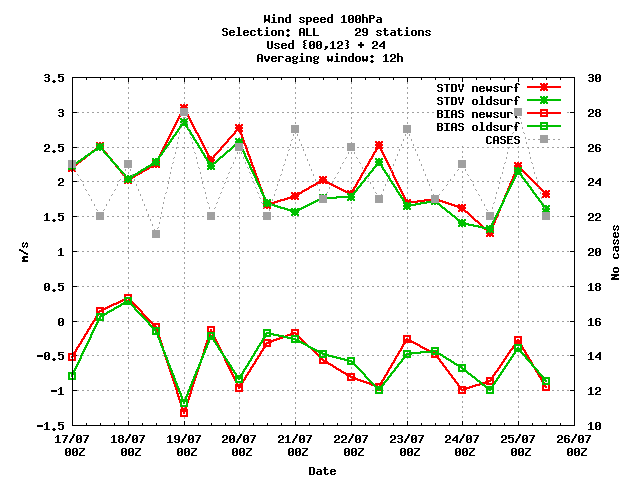 Wind speed 100hPa
Selection: ALL     29 stations
Used {00,12} + 24
Averaging window: 12h
3.5
3
2.5
2
1.5
1
0.5
0
-0.5
-1
-1.5
m/s
STDV newsurf
STDV oldsurf
BIAS newsurf
BIAS oldsurf
CASES
30
28
26
24
22
20
18
16
14
12
10
No cases
17/07 18/07 19/07 20/07 21/07 22/07 23/07 24/07 25/07 26/07
00Z 00Z 00Z 00Z 00Z 00Z 00Z 00Z 00Z 00Z
Date